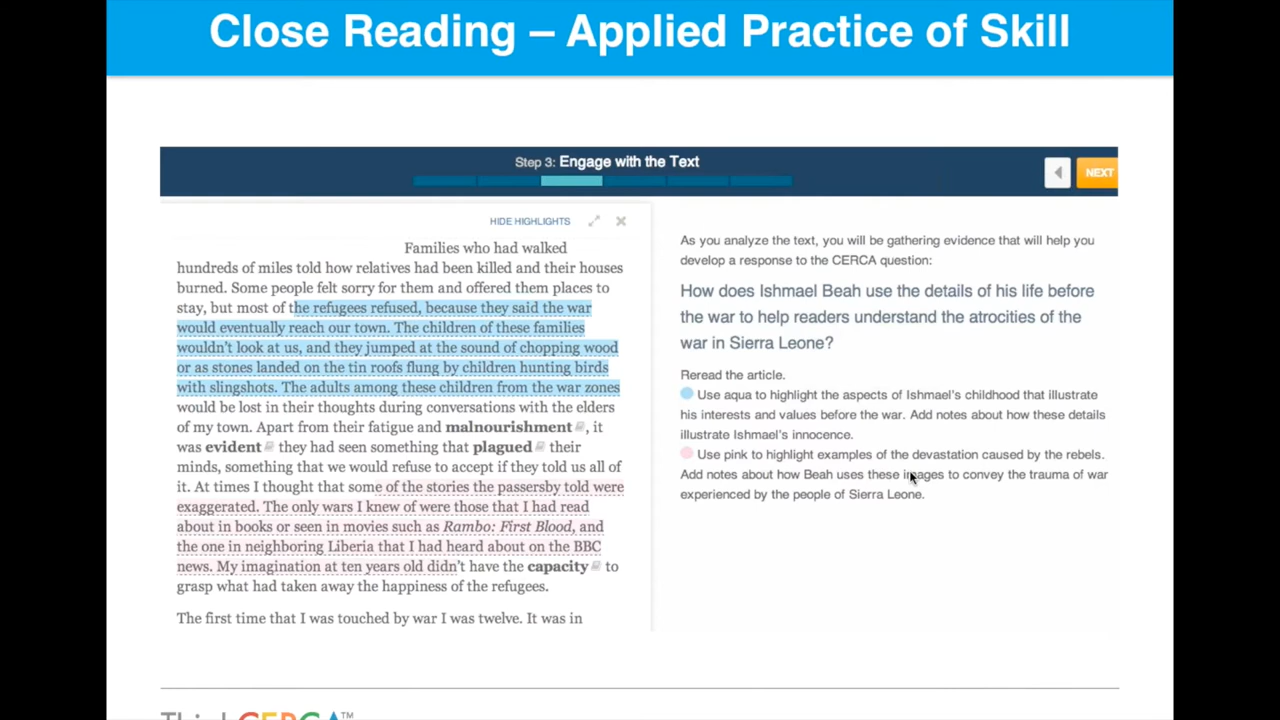 Close Reading – Applied Practice of Skill
Step 3: Engage with the Text
NEXT
HIDE HIGHLIGHTS
Families who had walked
hundreds of miles told how relatives had been killed and their houses
burned. Some people felt sorry for them and offered them places to
stay, but most of the refugees refused, because they said the war
would eventually reach our town. The children of these families
wouldn't look at us, and they jumped at the sound of chopping wood
or as stones landed on the tin roofs flung by children hunting birds
with slingshots. The adults among these children from the war zones
would be lost in their thoughts during conversations with the elders
of my town. Apart from their fatigue and malnourishment, it
was evident they had seen something that plagued their
minds, something that we would refuse to accept if they told us all of
it. At times I thought that some of the stories the passersby told were
exaggerated. The only wars I knew of were those that I had read
about in books or seen in movies such as Rambo: First Blood, and
the one in neighboring Liberia that I had heard about on the BBC
news. My imagination at ten years old didn't have the capacity to
grasp what had taken away the happiness of the refugees.
The first time that I was touched by war I was twelve. It was in
As you analyze the text, you will be gathering evidence that will help you
develop a response to the CERCA question:
How does Ishmael Beah use the details of his life before
the war to help readers understand the atrocities of the
war in Sierra Leone?
Reread the article.
Use aqua to highlight the aspects of Ishmael's childhood that illustrate
his interests and values before the war. Add notes about how these details
illustrate Ishmael's innocence.
Use pink to highlight examples of the devastation caused by the rebels.
Add notes about how Beah uses these images to convey the trauma of war
experienced by the people of Sierra Leone.
ThinkCERCA™